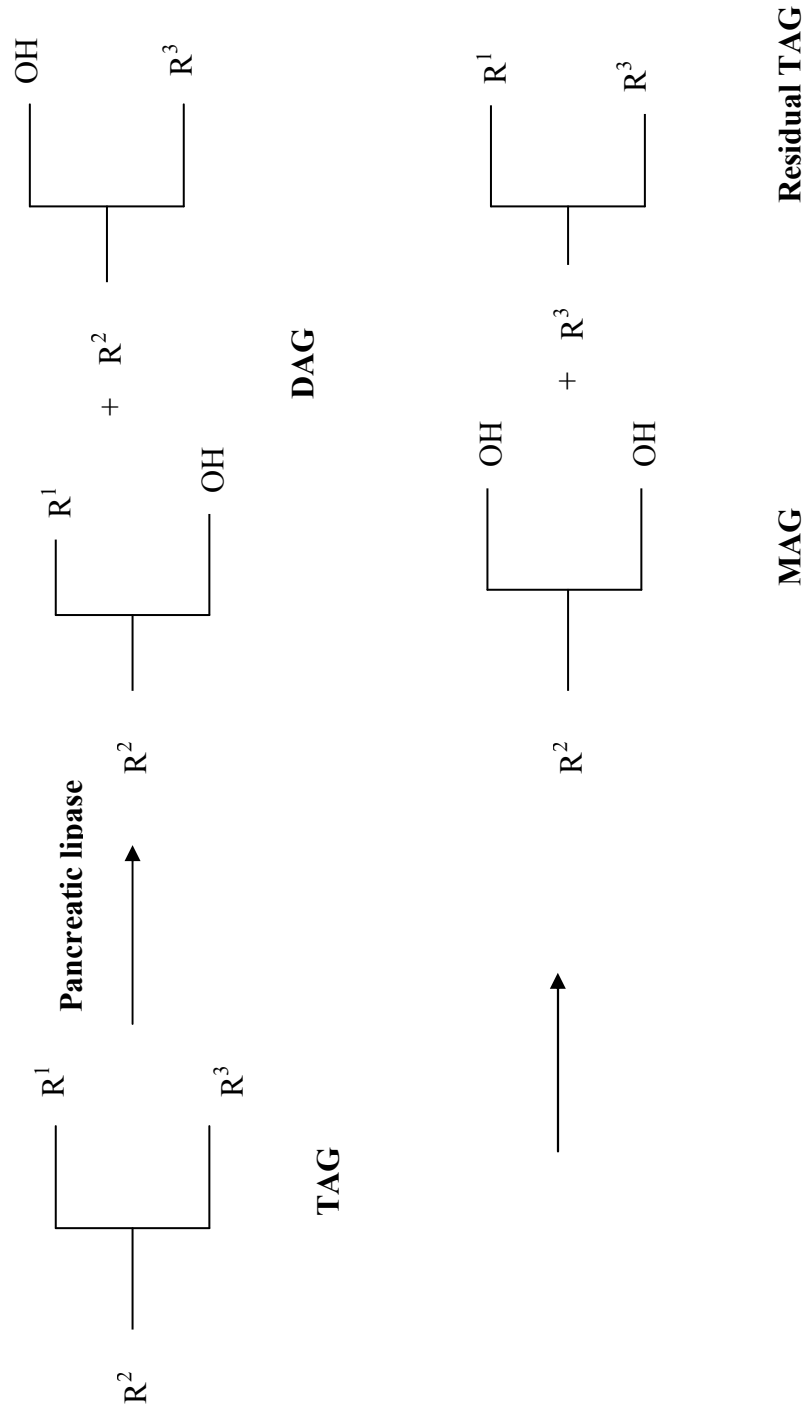 OH
R¹ R¹
Pancreatic lipase
R² R² + R²
R³ OH R³
TAG DAG
OH R¹
R² + R³
OH R³
MAG Residual TAG